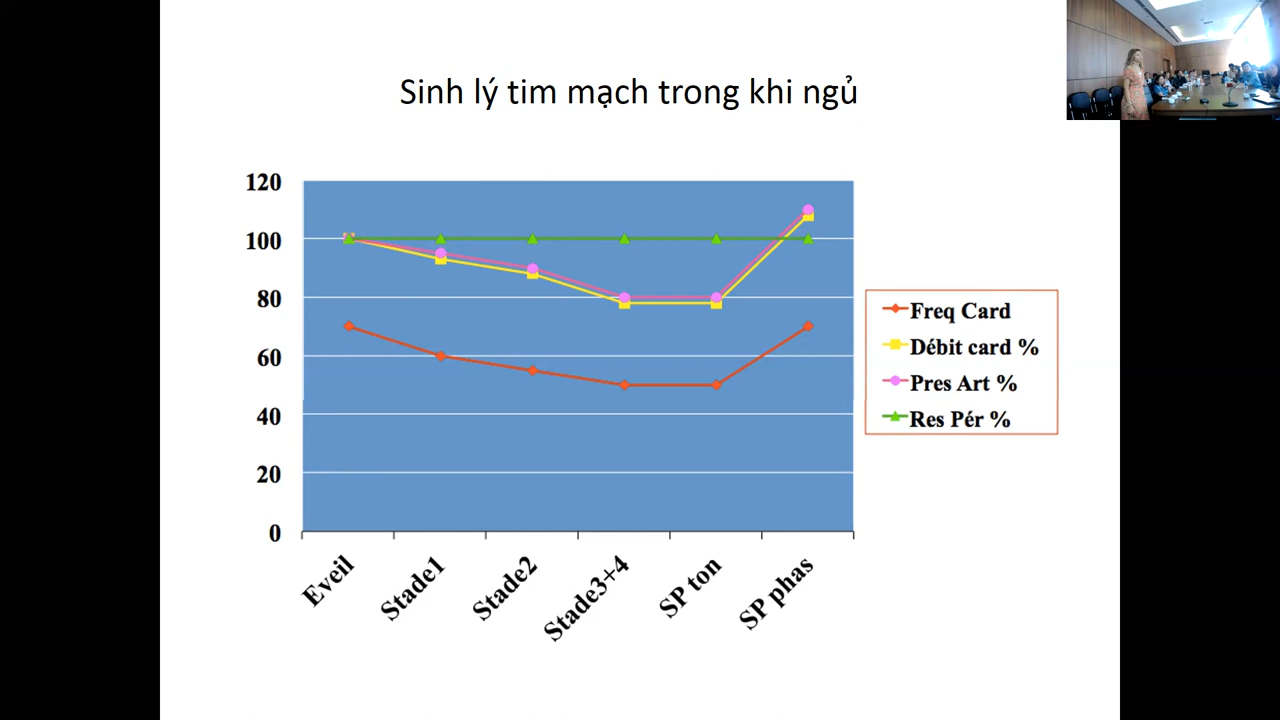 Sinh lý tim mạch trong khi ngủ
120
100
80
60
40
20
0
Eveil
Stade1
Stade2
Stade3+4
SP ton
SP phas
Freq Card
Débit card %
Pres Art %
Res Pér %